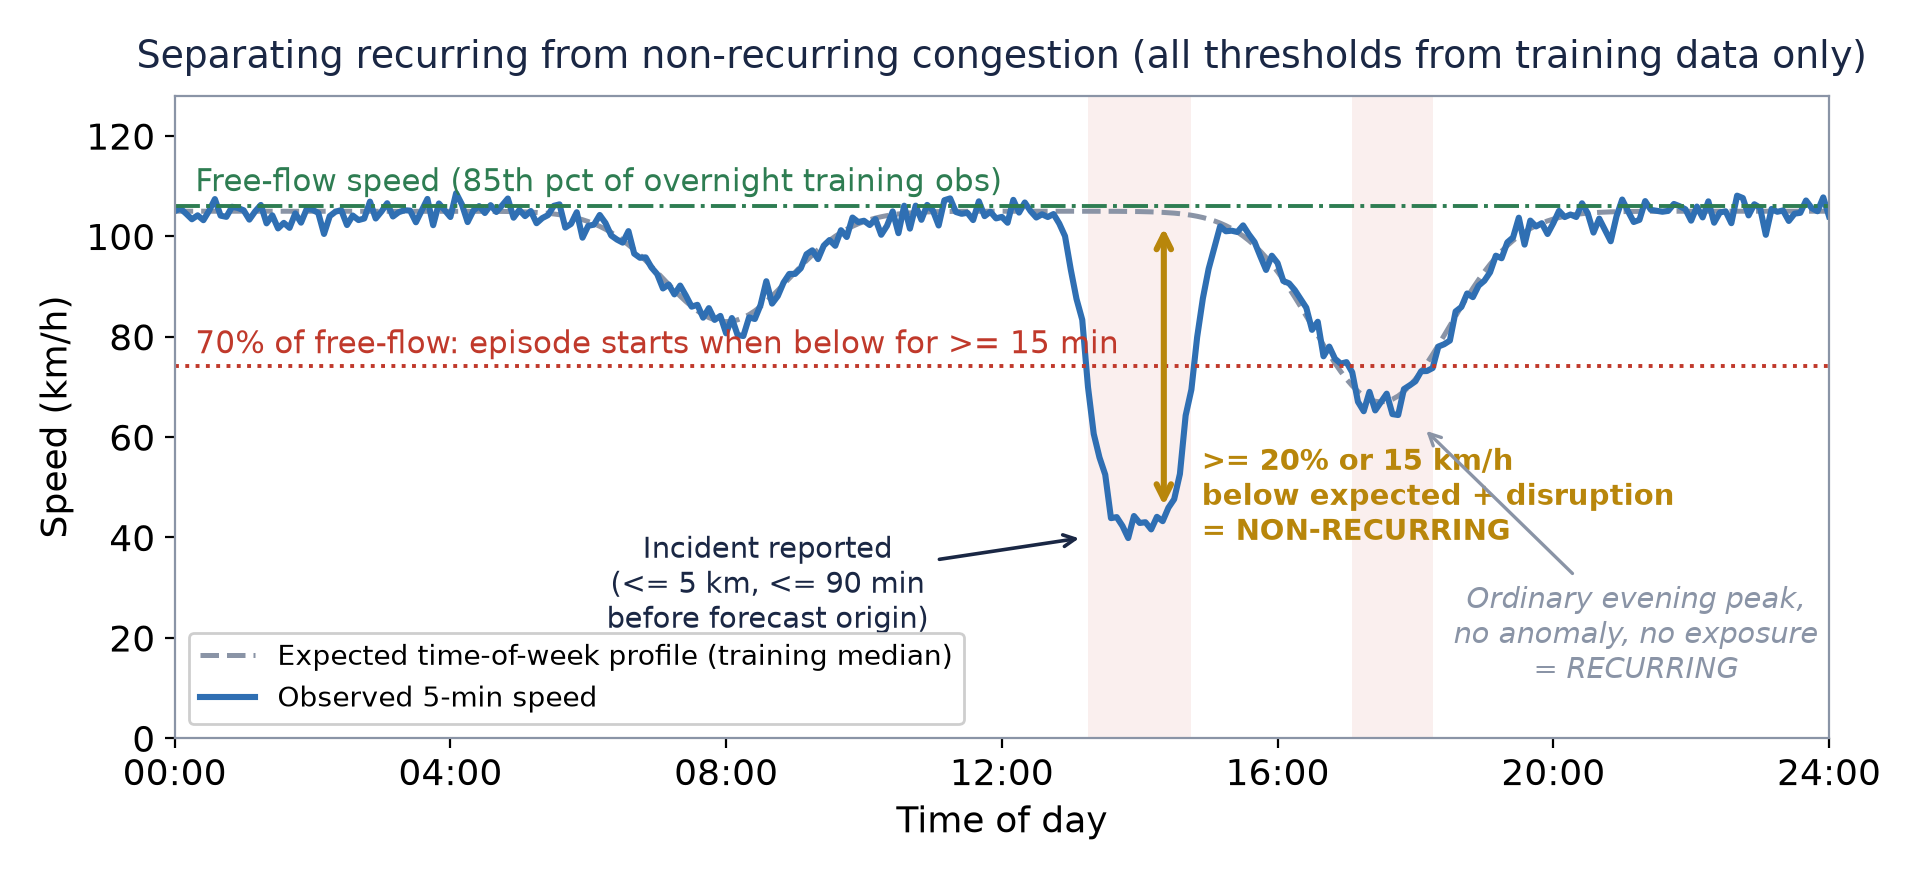 Separating recurring from non-recurring congestion (all thresholds from training data only)
120
100
80
60
40
20
0
Speed (km/h)
Free-flow speed (85th pct of overnight training obs)
70% of free-flow: episode starts when below for >= 15 min
>= 20% or 15 km/h
below expected + disruption
= NON-RECURRING
Incident reported
(<= 5 km, <= 90 min
before forecast origin)
Ordinary evening peak,
no anomaly, no exposure
= RECURRING
Expected time-of-week profile (training median)
Observed 5-min speed
00:00
04:00
08:00
12:00
16:00
20:00
24:00
Time of day